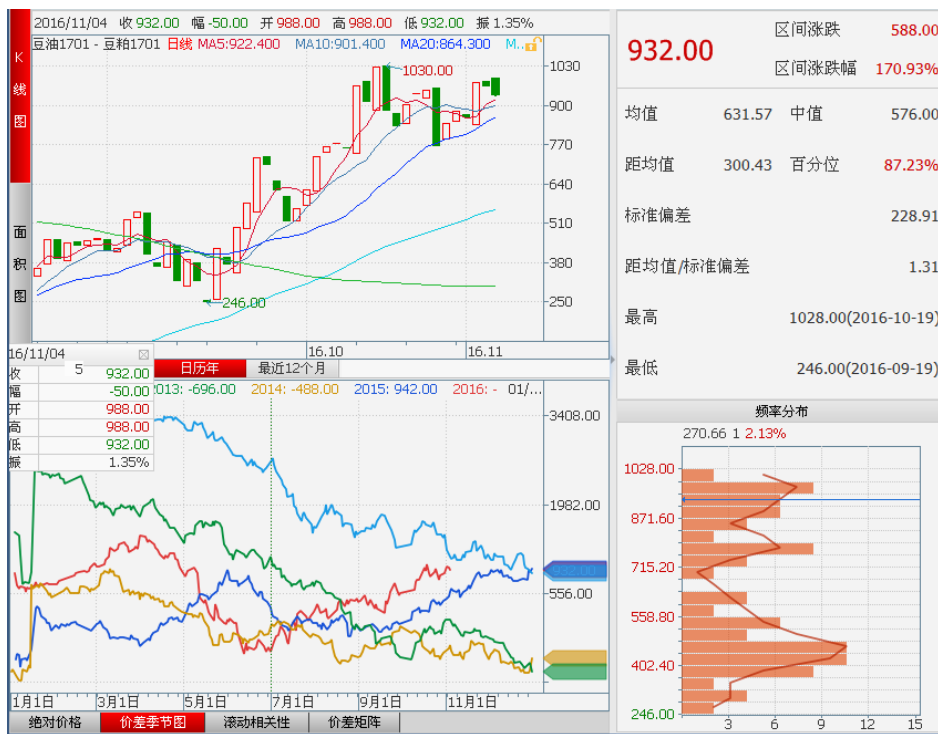 2016/11/04 收 932.00 幅 -50.00 开 988.00 高 988.00 低 932.00 振 1.35%
豆油1701 - 豆粕1701 日线 MA5:922.400 MA10:901.400 MA20:864.300 M..
K
线
图
面
积
图
1030.00
246.00
1030
900
770
640
510
380
250
16.10
16.11
16/11/04
5
收 932.00
幅 -50.00
开 988.00
高 988.00
低 932.00
振 1.35%
日历年 最近12个月
2013: -696.00 2014: -488.00 2015: 942.00 2016: - 01/...
3408.00
1982.00
932.00
556.00
1月1日 3月1日 5月1日 7月1日 9月1日 11月1日
绝对价格 价差季节图 滚动相关性 价差矩阵
932.00
区间涨跌 588.00
区间涨跌幅 170.93%
均值 631.57 中值 576.00
距均值 300.43 百分位 87.23%
标准偏差 228.91
距均值/标准偏差 1.31
最高 1028.00(2016-10-19)
最低 246.00(2016-09-19)
频率分布
270.66 1 2.13%
1028.00
871.60
715.20
558.80
402.40
246.00
3 6 9 12 15